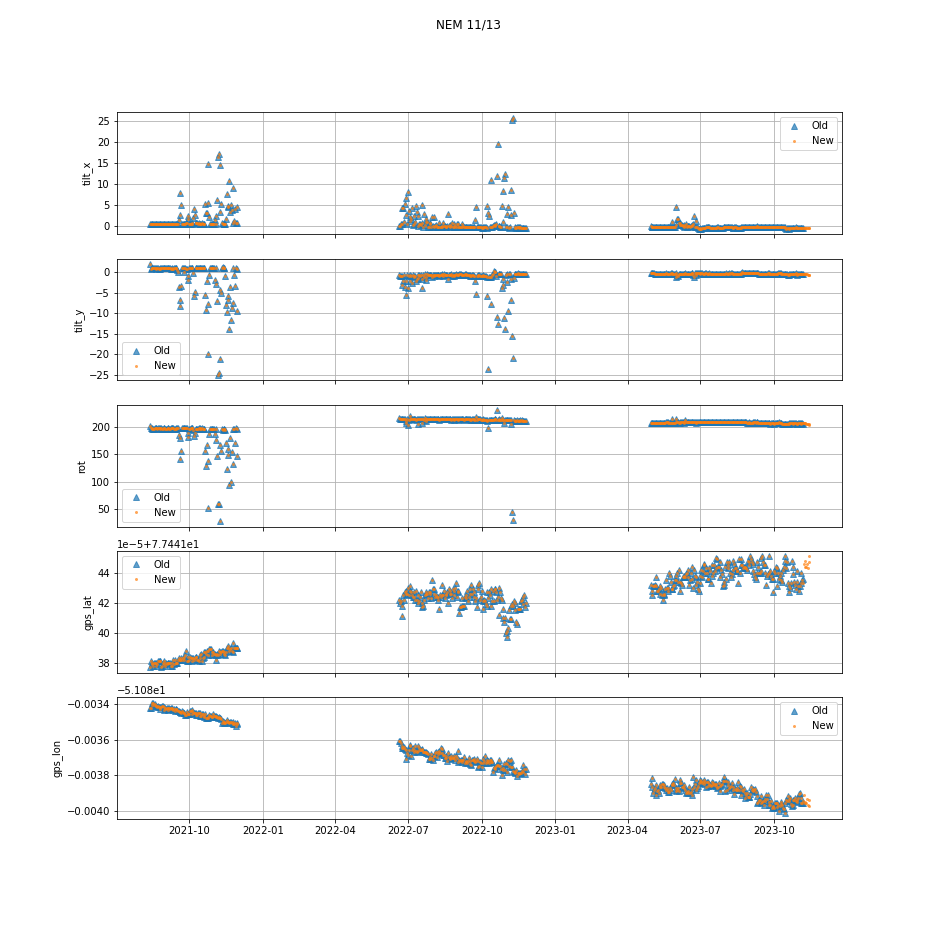 NEM 11/13
25
20
15
10
5
0
tilt_x
Old
New
0
−5
−10
−15
−20
−25
tilt_y
Old
New
200
150
100
50
rot
Old
New
1e−5+7.7441e1
44
42
40
38
gps_lat
Old
New
−5.108e1
−0.0034
−0.0036
−0.0038
−0.0040
gps_lon
Old
New
2021-10 2022-01 2022-04 2022-07 2022-10 2023-01 2023-04 2023-07 2023-10